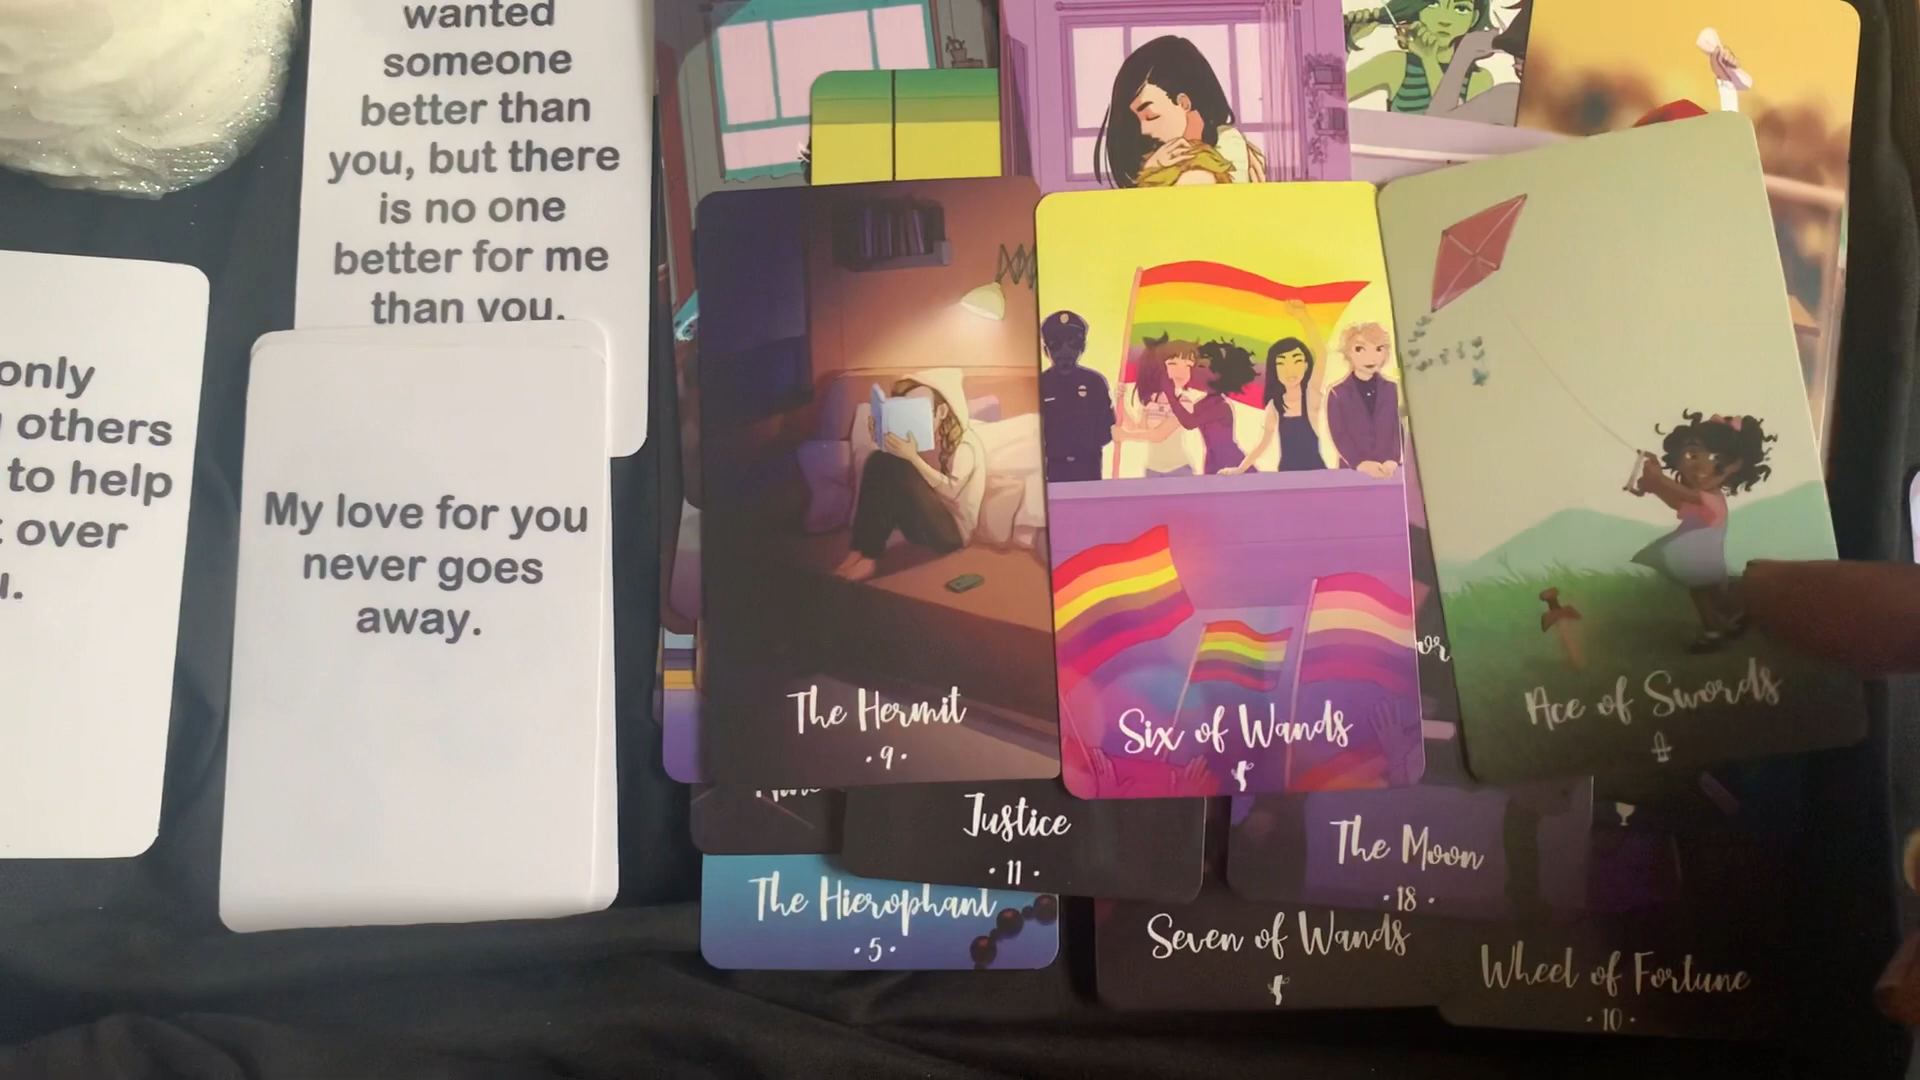 wanted
someone
better than
you, but there
is no one
better for me
than you.
only
others
to help
over
My love for you
never goes
away.
The Hermit
· 9 ·
Six of Wands
Ace of Swords
Justice
· 11 ·
The Moon
· 18 ·
The Hierophant
· 5 ·
Seven of Wands
Wheel of Fortune
· 10 ·